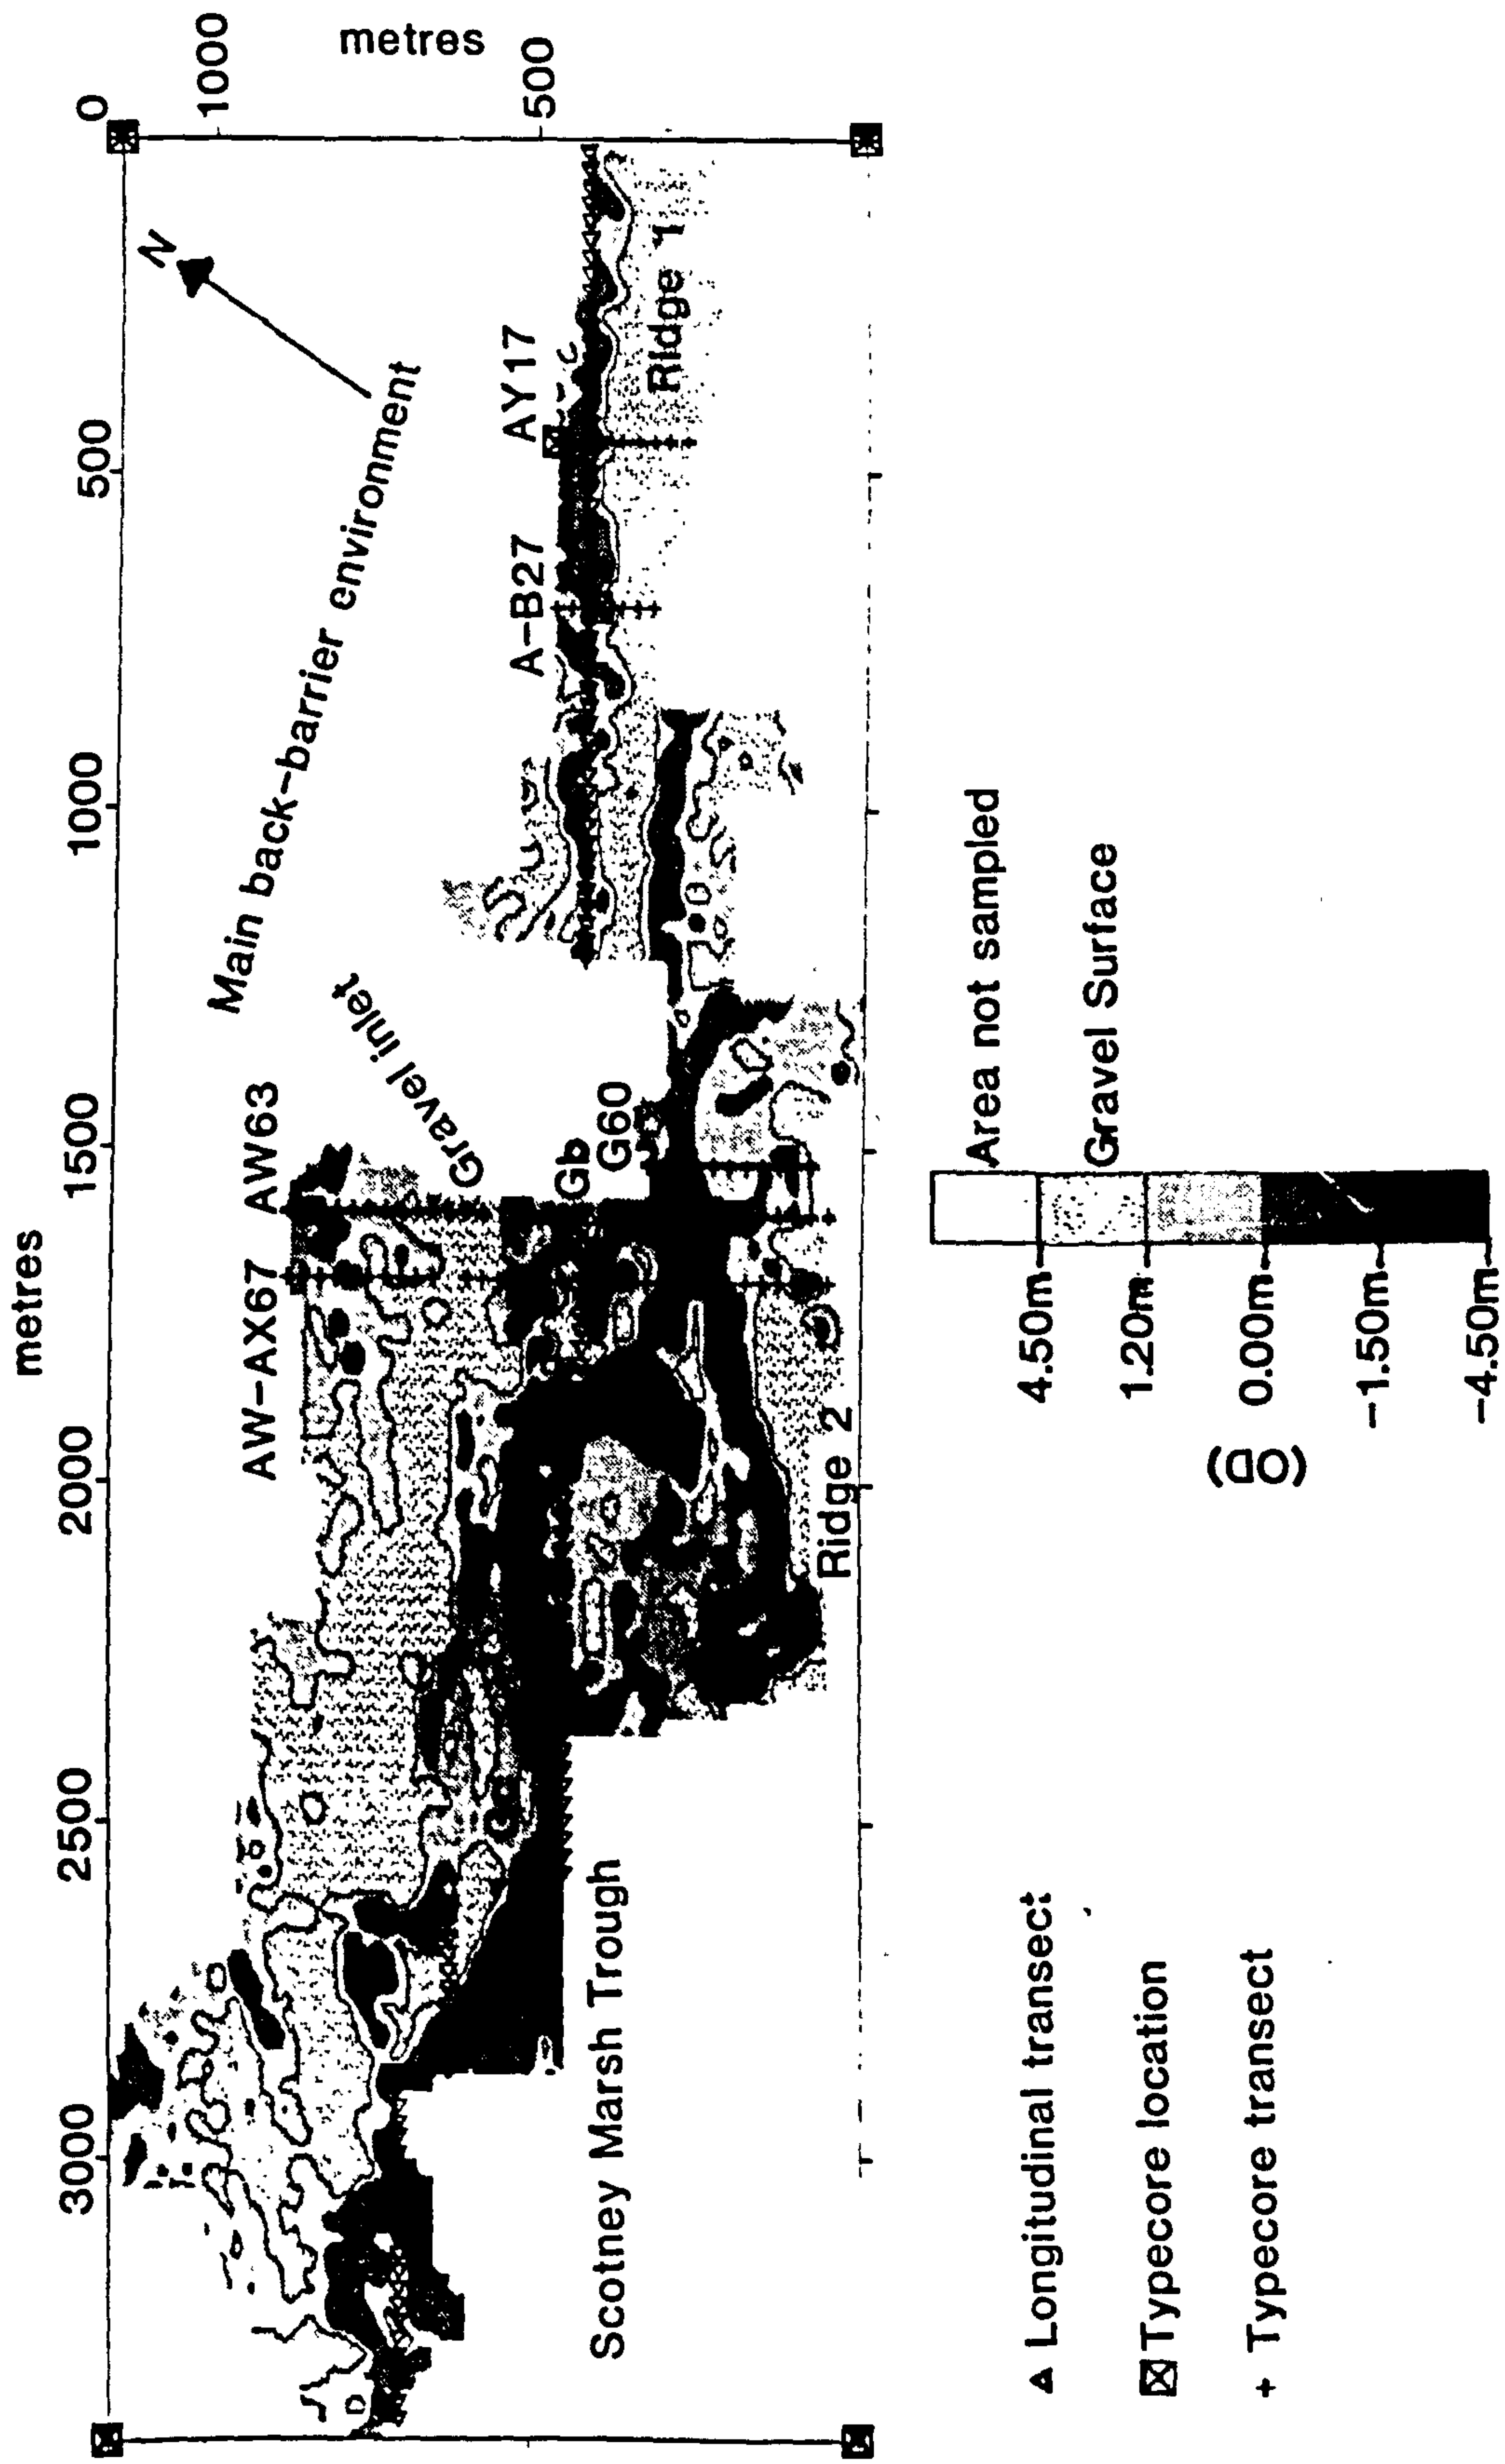 metres
3000
2500
2000
1500
1000
500
0
1000
metres
500
Main back-barrier environment
N
AW-AX67
AW63
Gravel inlet
A-B27
AY17
Gb
G60
Gc
Ridge 1
Ridge 2
Scotney Marsh Trough
▲ Longitudinal transect
Typecore location
+ Typecore transect
Area not sampled
4.50m
Gravel Surface
1.20m
(OD)
0.00m
-1.50m
-4.50m